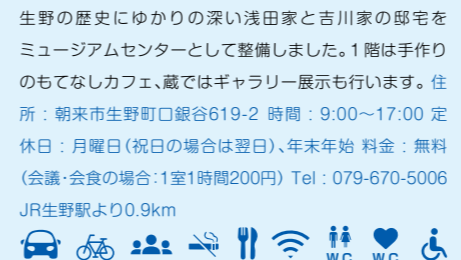 生野の歴史にゆかりの深い浅田家と吉川家の邸宅を
ミュージアムセンターとして整備しました。1階は手作り
のもてなしカフェ、蔵ではギャラリー展示も行います。住
所：朝来市生野町口銀谷619-2 時間：9:00～17:00 定
休日：月曜日（祝日の場合は翌日）、年末年始 料金：無料
（会議・会食の場合：1室1時間200円） Tel：079-670-5006
JR生野駅より0.9km
WC WC